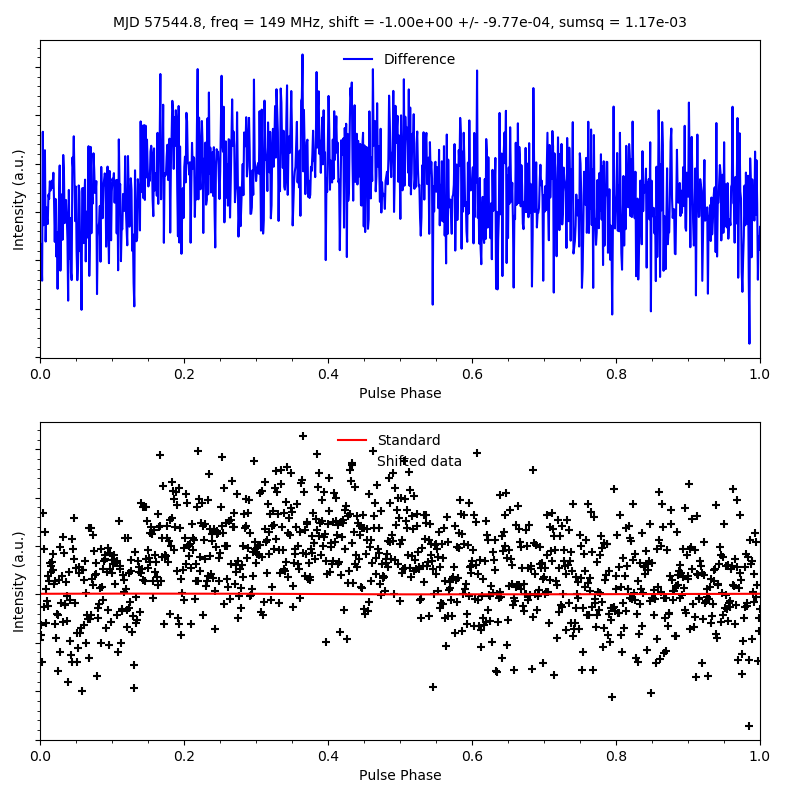 MJD 57544.8, freq = 149 MHz, shift = -1.00e+00 +/- -9.77e-04, sumsq = 1.17e-03
Difference
Intensity (a.u.)
0.0 0.2 0.4 0.6 0.8 1.0
Pulse Phase
Standard
Shifted data
Intensity (a.u.)
0.0 0.2 0.4 0.6 0.8 1.0
Pulse Phase